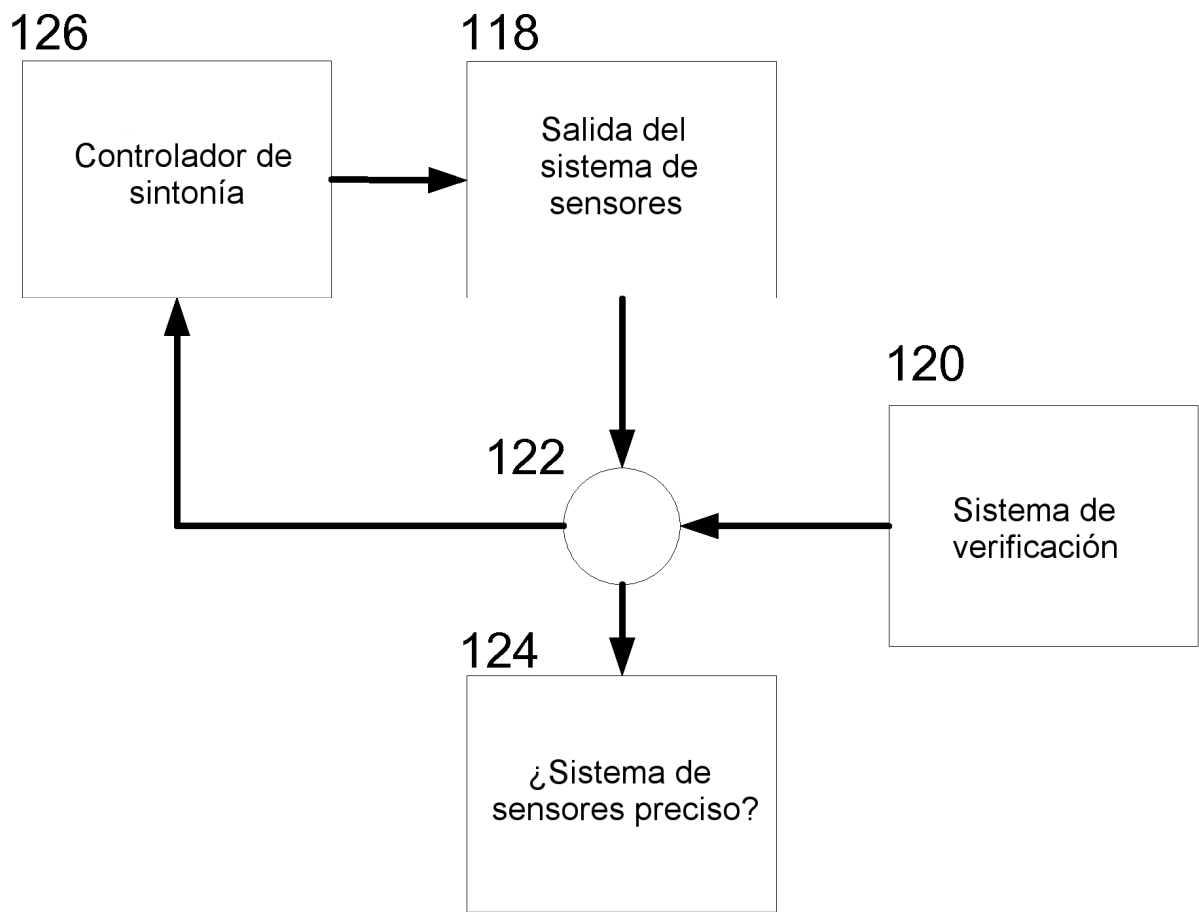 126
Controlador de
sintonía
118
Salida del
sistema de
sensores
120
Sistema de
verificación
122
124
¿Sistema de
sensores preciso?